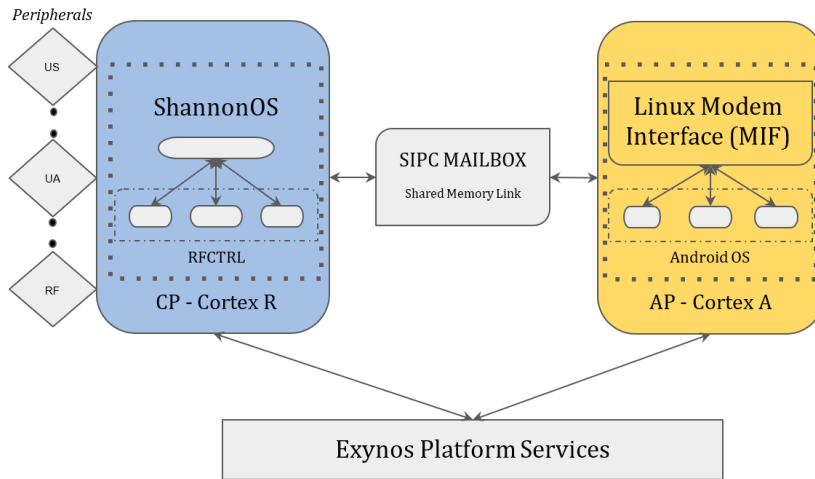 Peripherals
US
UA
RF
ShannonOS
RFCTRL
CP - Cortex R
SIPC MAILBOX
Shared Memory Link
Linux Modem
Interface (MIF)
Android OS
AP - Cortex A
Exynos Platform Services